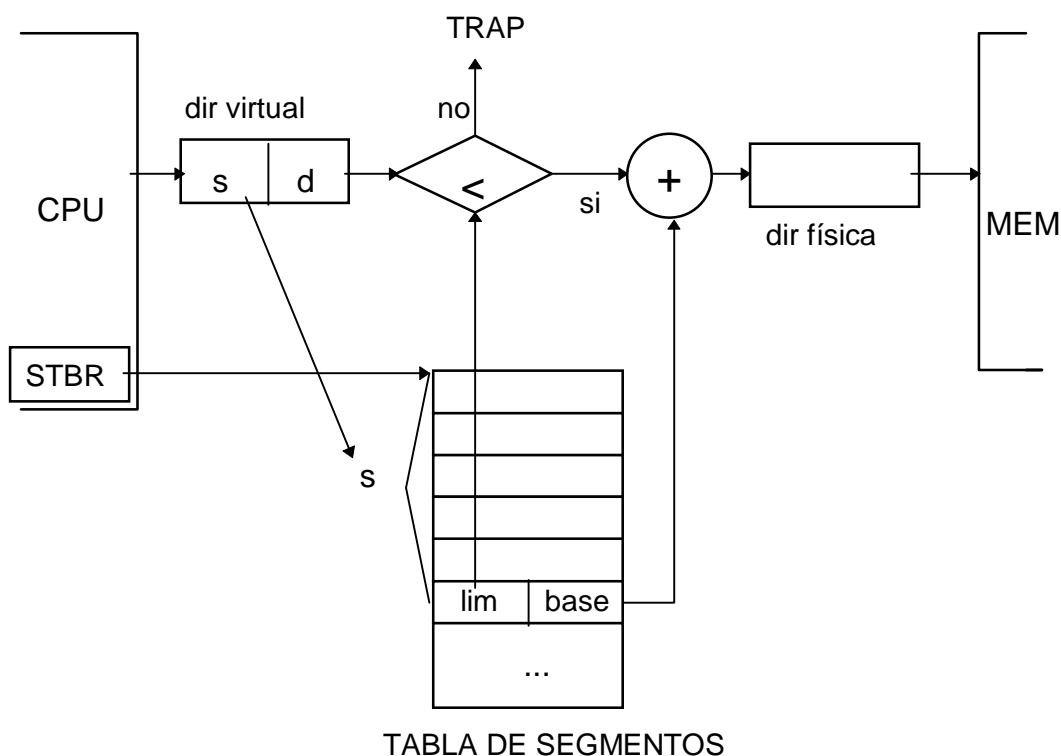 TRAP
no
dir virtual
s d
<
si
+
CPU
dir física
MEM
STBR
s
lim base
...
TABLA DE SEGMENTOS